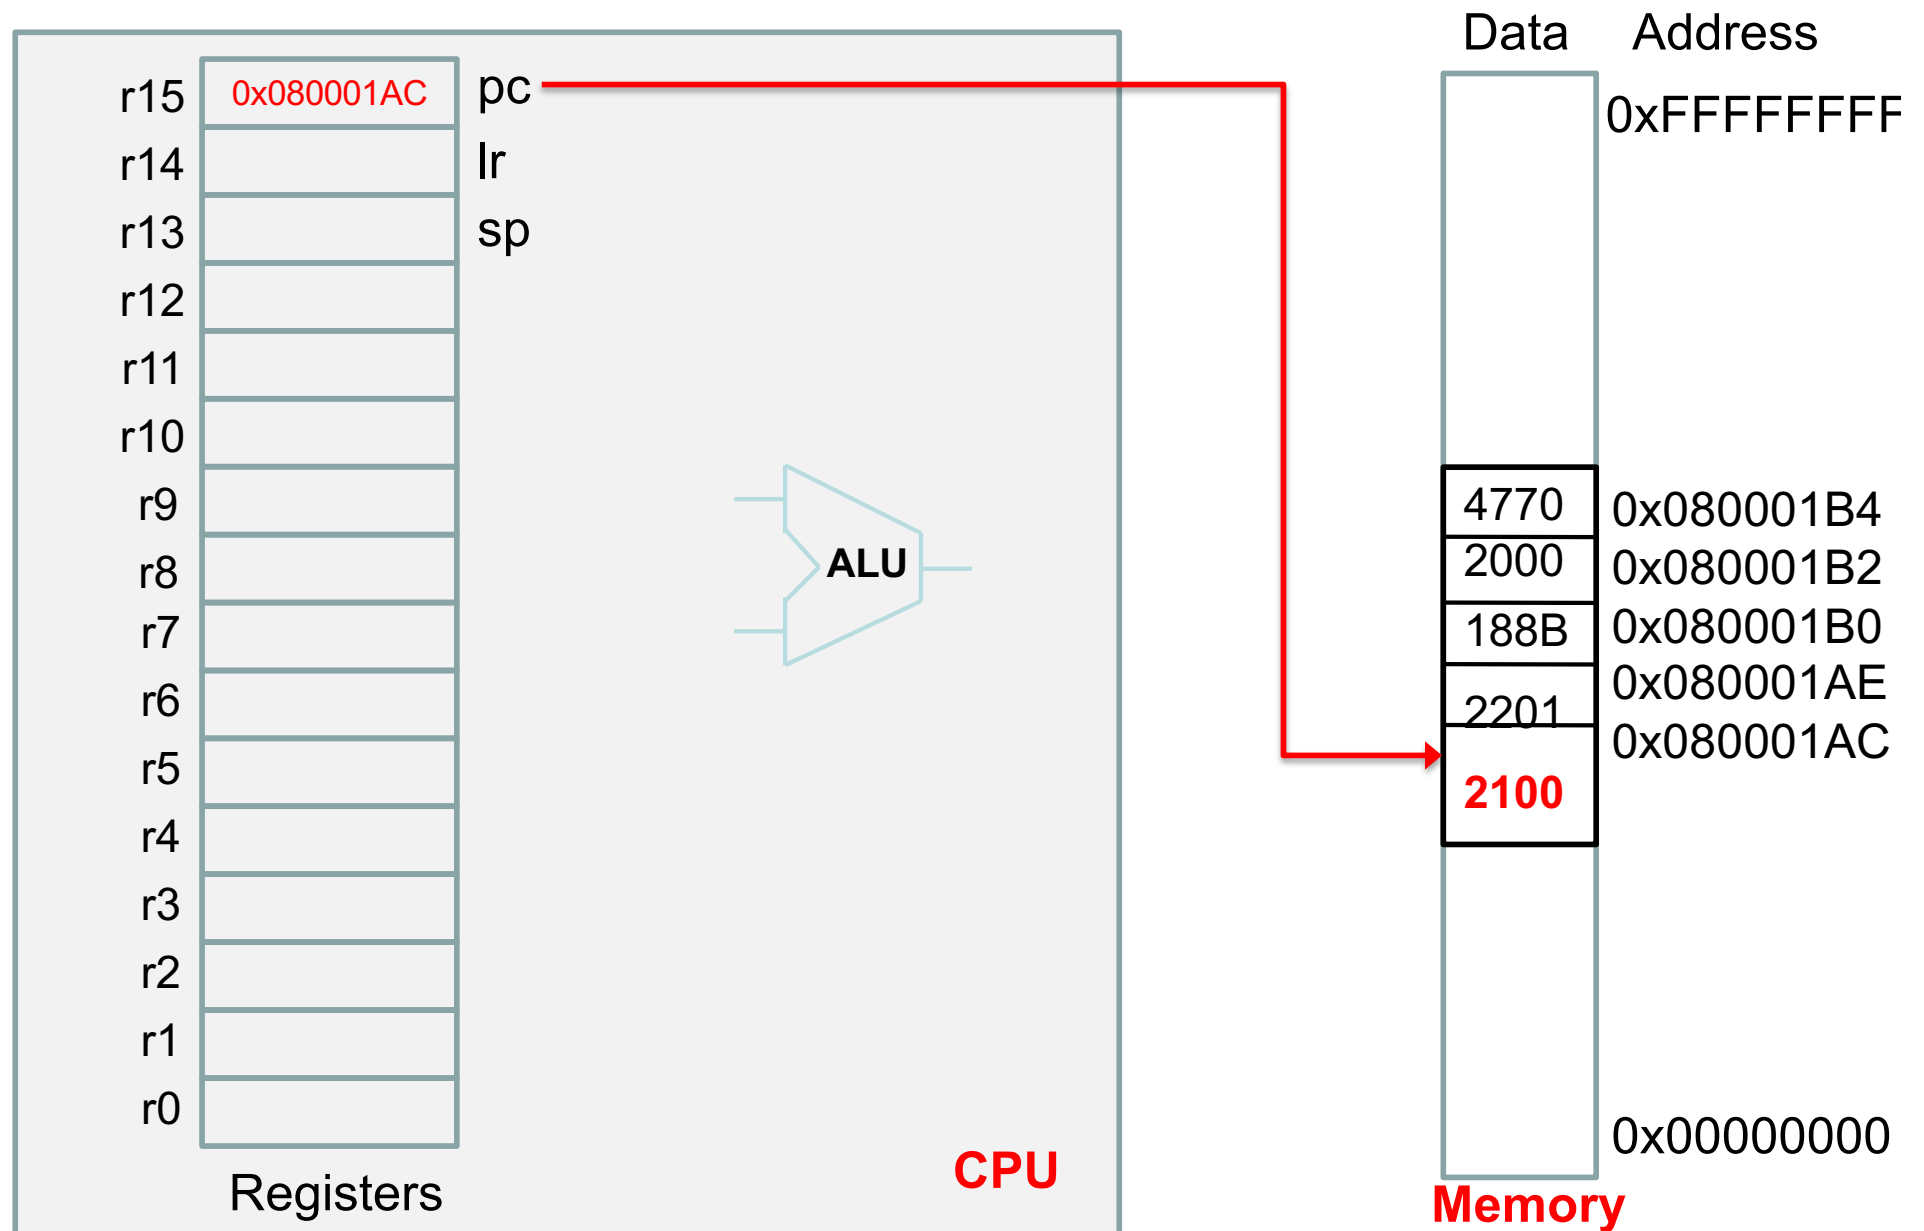 Data Address
r15 0x080001AC pc
0xFFFFFFFF
r14 lr
r13 sp
r12
r11
r10
r9
4770 0x080001B4
r8
ALU
2000 0x080001B2
r7
188B 0x080001B0
r6
2201 0x080001AE
r5
0x080001AC
2100
r4
r3
r2
r1
r0
0x00000000
CPU
Registers
Memory